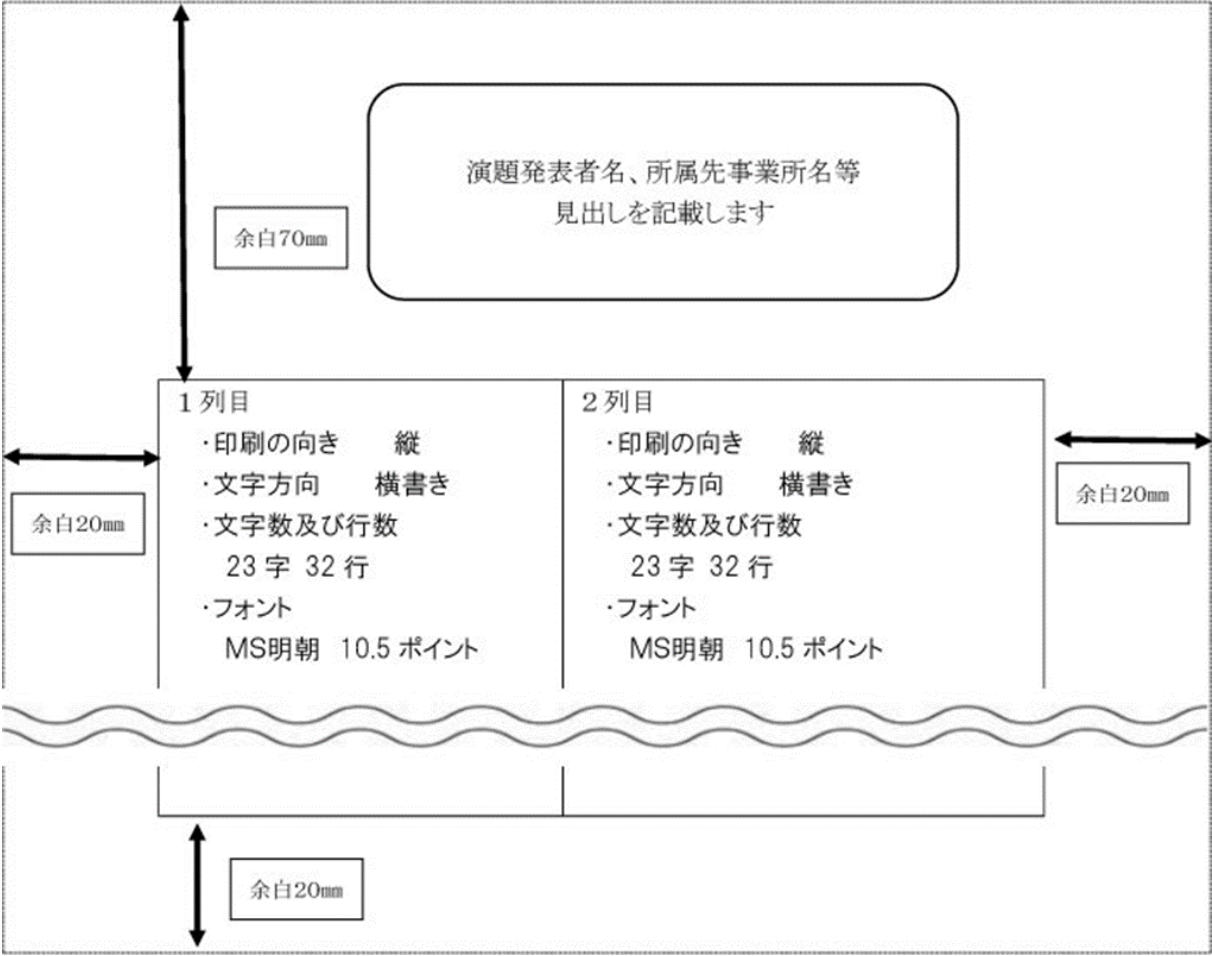 演題発表者名、所属先事業所名等
見出しを記載します
余白70㎜
1列目
・印刷の向き　　縦
・文字方向　　横書き
・文字数及び行数
23字 32行
・フォント
MS明朝　10.5ポイント
2列目
・印刷の向き　　縦
・文字方向　　横書き
・文字数及び行数
23字 32行
・フォント
MS明朝　10.5ポイント
余白20㎜
余白20㎜
余白20㎜